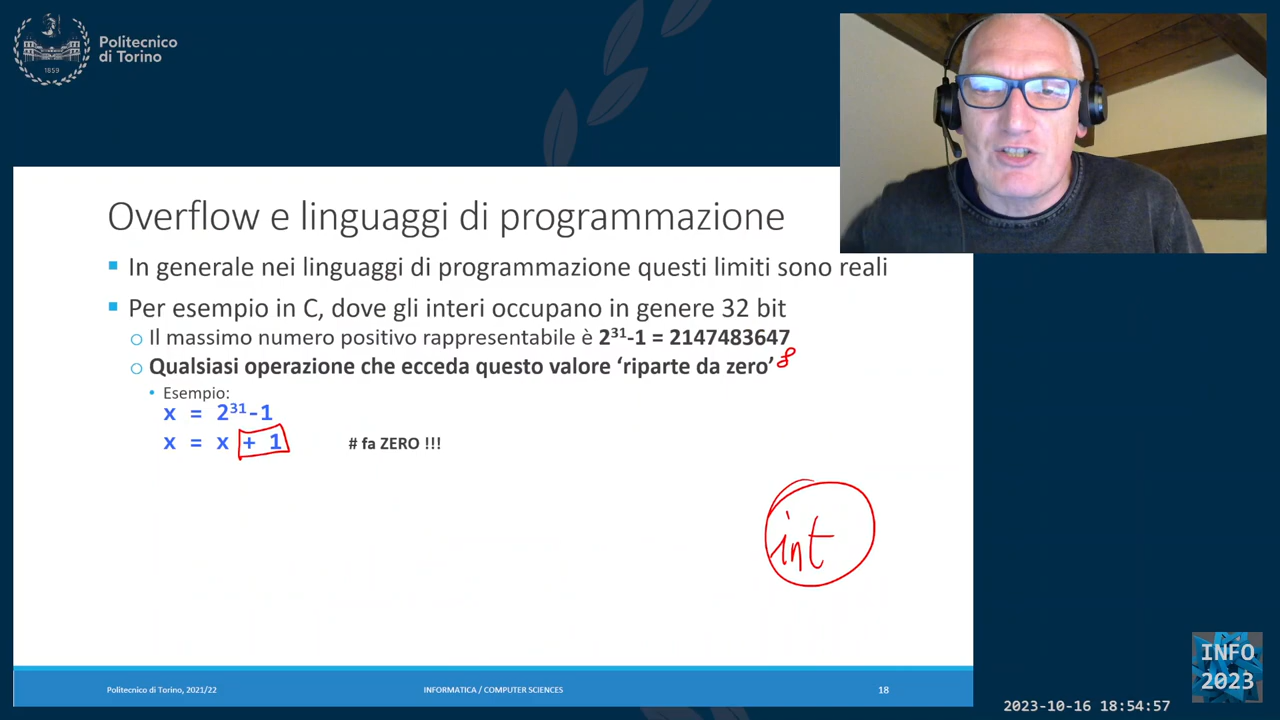 Politecnico
di Torino
1859
Overflow e linguaggi di programmazione
In generale nei linguaggi di programmazione questi limiti sono reali
Per esempio in C, dove gli interi occupano in genere 32 bit
Il massimo numero positivo rappresentabile è 2³¹-1 = 2147483647
Qualsiasi operazione che ecceda questo valore ‘riparte da zero’
Esempio:
x = 2³¹-1
x = x + 1 # fa ZERO !!!
int
Politecnico di Torino, 2021/22 INFORMATICA / COMPUTER SCIENCES 18
INFO
2023
2023-10-16 18:54:57